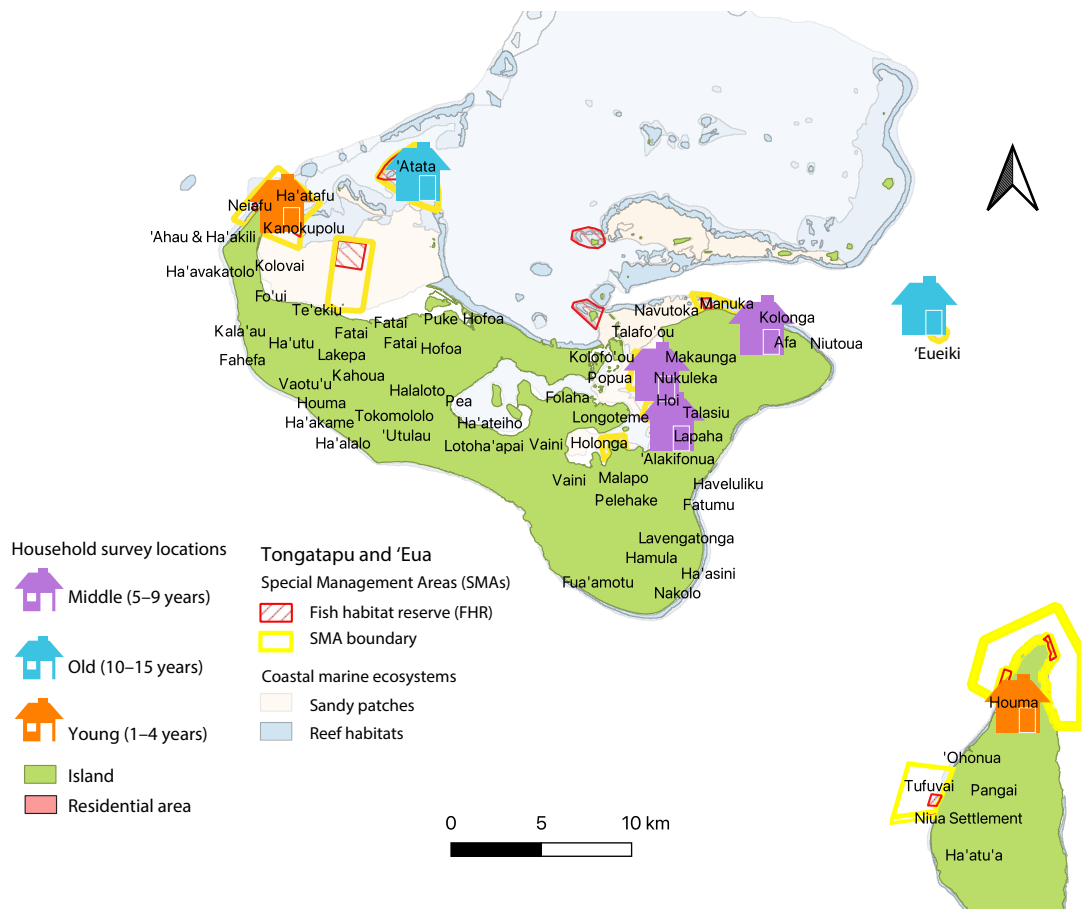 'Atata
Ha'atafu
Neiafu
Kanokupolu
'Ahau & Ha'akili
Ha'avakatolo
Kolovai
Fo'ui
Te'ekiu
Kala'au
Fatai
Fatai
Puke
Hofoa
Ha'utu
Fatai
Hofoa
Fahefa
Lakepa
Kahoua
Vaotu'u
Halaloto
Houma
Pea
Ha'akame
Tokomololo
Ha'ateiho
'Utulau
Ha'alalo
Lotoha'apai
Vaini
Holonga
Folaha
Longoteme
Navutoka
Manuka
Kolonga
Talafo'ou
Afa
Niutoua
Kolofo'ou
Makaunga
Popua
Nukuleka
Hoi
Talasiu
Lapaha
'Alakifonua
Vaini
Malapo
Haveluliku
Pelehake
Fatumu
Lavengatonga
Hamula
Ha'asini
Fua'amotu
Nakolo
‘Eueiki
Houma
'Ohonua
Tufuvai
Pangai
Niua Settlement
Ha'atu'a
Household survey locations
Middle (5–9 years)
Old (10–15 years)
Young (1–4 years)
Island
Residential area
Tongatapu and ‘Eua
Special Management Areas (SMAs)
Fish habitat reserve (FHR)
SMA boundary
Coastal marine ecosystems
Sandy patches
Reef habitats
0 5 10 km